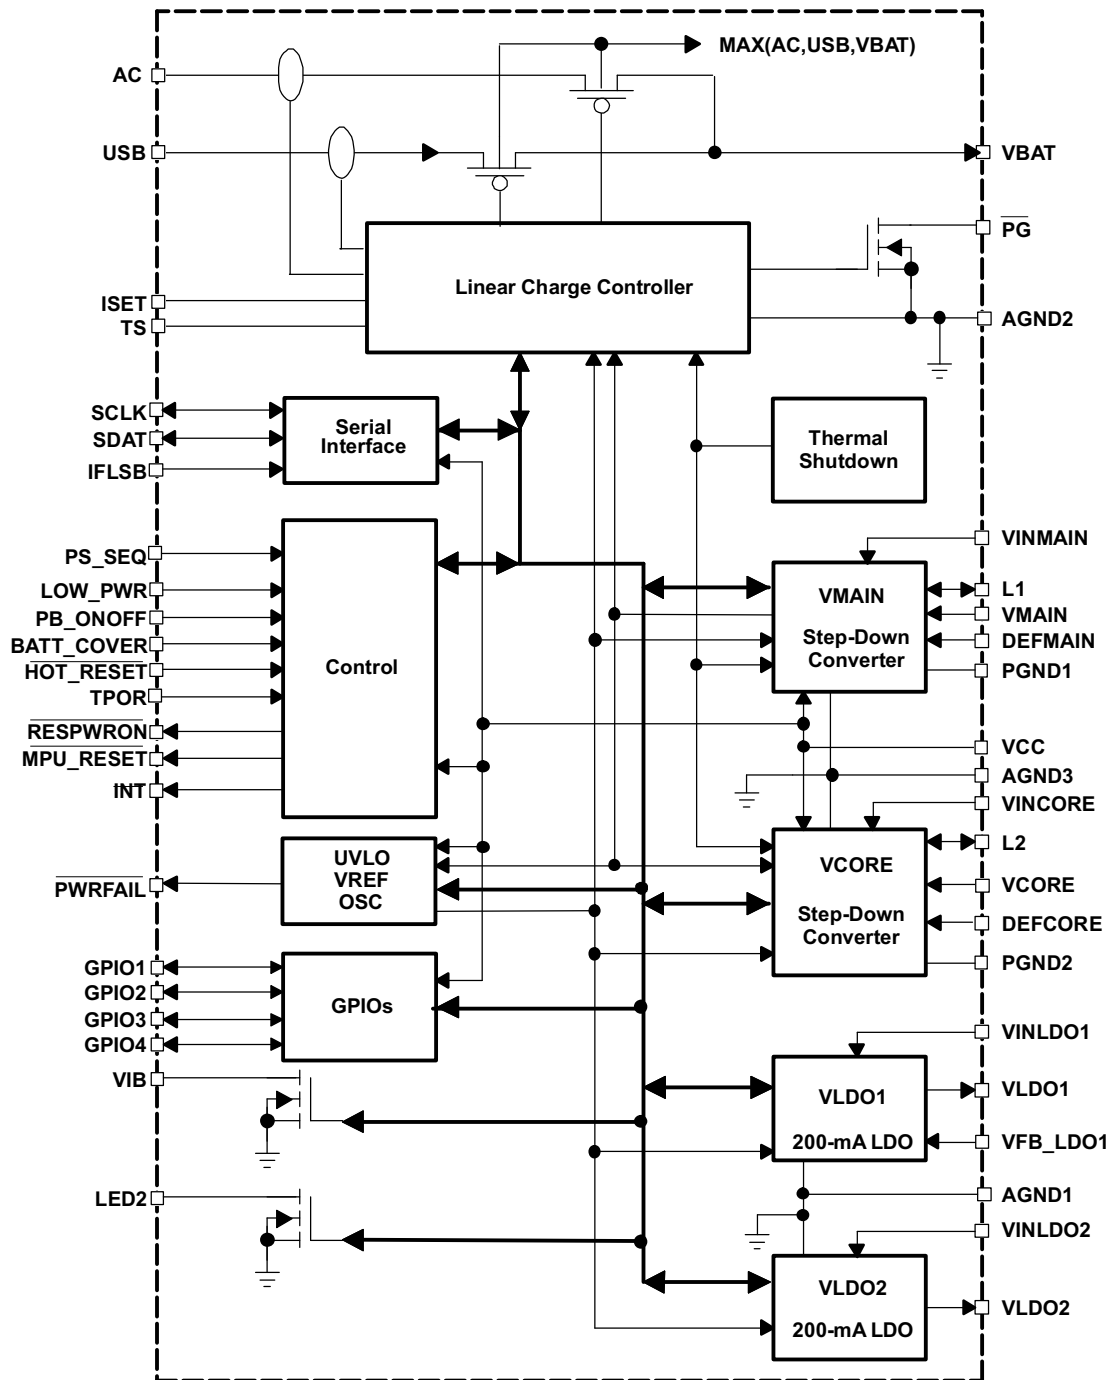 MAX(AC,USB,VBAT)
AC
USB
VBAT
PG
Linear Charge Controller
ISET
TS
AGND2
SCLK
SDAT
IFLSB
Serial
Interface
Thermal
Shutdown
PS_SEQ
LOW_PWR
PB_ONOFF
BATT_COVER
HOT_RESET
TPOR
RESPWRON
MPU_RESET
INT
Control
VINMAIN
L1
VMAIN
DEFMAIN
PGND1
VMAIN
Step-Down
Converter
VCC
AGND3
VINCORE
L2
VCORE
DEFCORE
PGND2
VCORE
Step-Down
Converter
PWRFAIL
UVLO
VREF
OSC
GPIO1
GPIO2
GPIO3
GPIO4
GPIOs
VIB
LED2
VINLDO1
VLDO1
VFB_LDO1
VLDO1
200-mA LDO
AGND1
VINLDO2
VLDO2
200-mA LDO
VLDO2